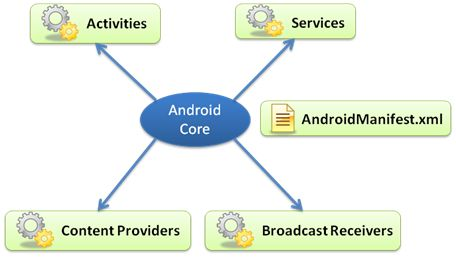 Activities
Services
Android
Core
AndroidManifest.xml
Content Providers
Broadcast Receivers